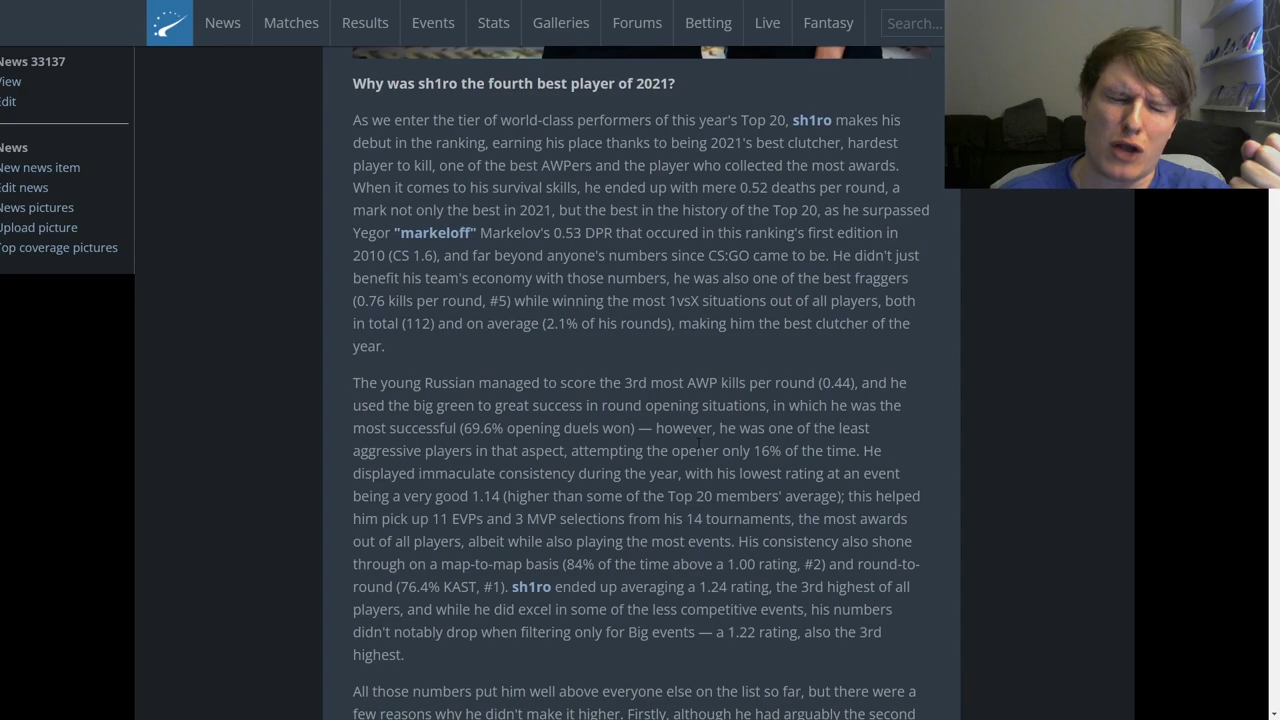 News
Matches
Results
Events
Stats
Galleries
Forums
Betting
Live
Fantasy
Search...
News 33137
View
Edit
News
New news item
Edit news
News pictures
Upload picture
Top coverage pictures
Why was sh1ro the fourth best player of 2021?
As we enter the tier of world-class performers of this year's Top 20, sh1ro makes his
debut in the ranking, earning his place thanks to being 2021's best clutcher, hardest
player to kill, one of the best AWPers and the player who collected the most awards.
When it comes to his survival skills, he ended up with mere 0.52 deaths per round, a
mark not only the best in 2021, but the best in the history of the Top 20, as he surpassed
Yegor "markeloff" Markelov's 0.53 DPR that occured in this ranking's first edition in
2010 (CS 1.6), and far beyond anyone's numbers since CS:GO came to be. He didn't just
benefit his team's economy with those numbers, he was also one of the best fraggers
(0.76 kills per round, #5) while winning the most 1vsX situations out of all players, both
in total (112) and on average (2.1% of his rounds), making him the best clutcher of the
year.
The young Russian managed to score the 3rd most AWP kills per round (0.44), and he
used the big green to great success in round opening situations, in which he was the
most successful (69.6% opening duels won) — however, he was one of the least
aggressive players in that aspect, attempting the opener only 16% of the time. He
displayed immaculate consistency during the year, with his lowest rating at an event
being a very good 1.14 (higher than some of the Top 20 members' average); this helped
him pick up 11 EVPs and 3 MVP selections from his 14 tournaments, the most awards
out of all players, albeit while also playing the most events. His consistency also shone
through on a map-to-map basis (84% of the time above a 1.00 rating, #2) and round-to-
round (76.4% KAST, #1). sh1ro ended up averaging a 1.24 rating, the 3rd highest of all
players, and while he did excel in some of the less competitive events, his numbers
didn't notably drop when filtering only for Big events — a 1.22 rating, also the 3rd
highest.
All those numbers put him well above everyone else on the list so far, but there were a
few reasons why he didn't make it higher. Firstly, although he had arguably the second